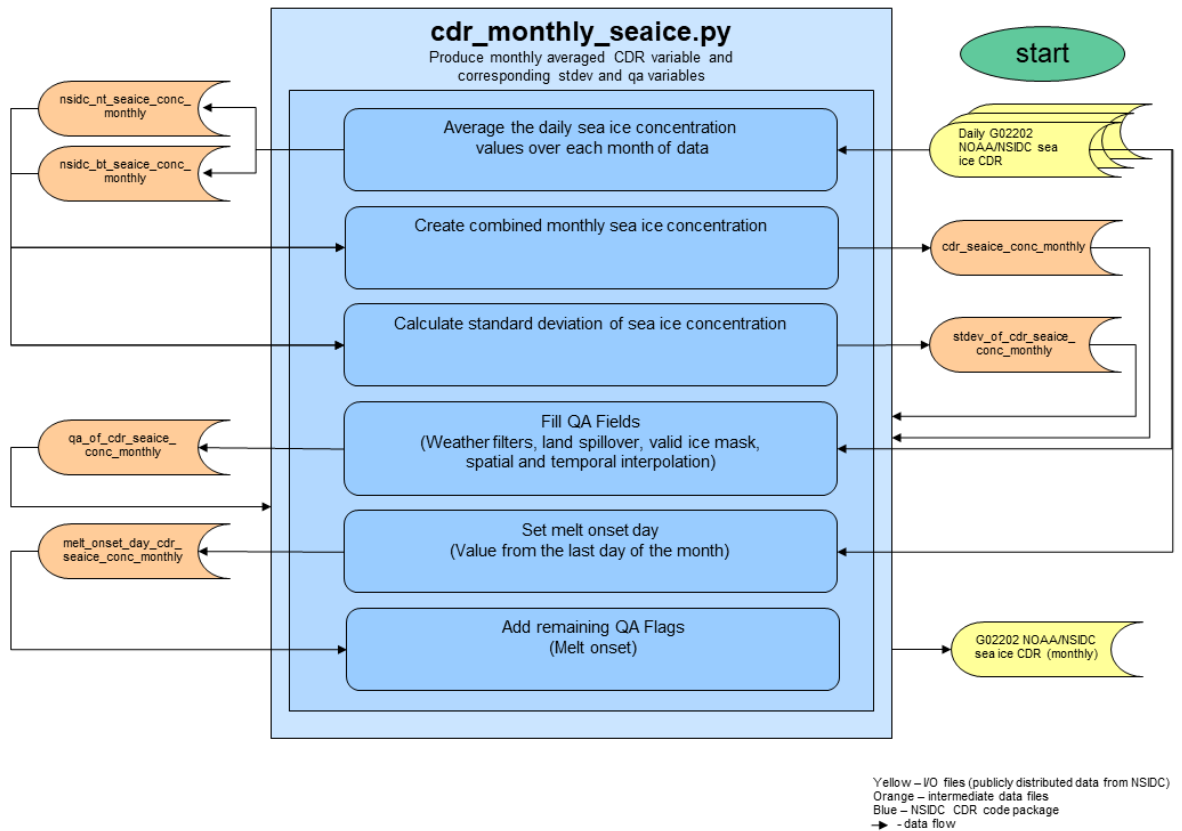 cdr_monthly_seaice.py
Produce monthly averaged CDR variable and
corresponding stdev and qa variables
start
nsidc_nt_seaice_conc_
monthly
nsidc_bt_seaice_conc_
monthly
Average the daily sea ice concentration
values over each month of data
Daily G02202
NOAA/NSIDC sea
ice CDR
Create combined monthly sea ice concentration
cdr_seaice_conc_monthly
Calculate standard deviation of sea ice concentration
stdev_of_cdr_seaice_
conc_monthly
qa_of_cdr_seaice_
conc_monthly
Fill QA Fields
(Weather filters, land spillover, valid ice mask,
spatial and temporal interpolation)
melt_onset_day_cdr_
seaice_conc_monthly
Set melt onset day
(Value from the last day of the month)
Add remaining QA Flags
(Melt onset)
G02202 NOAA/NSIDC
sea ice CDR (monthly)
Yellow – I/O files (publicly distributed data from NSIDC)
Orange – intermediate data files
Blue – NSIDC CDR code package
- data flow